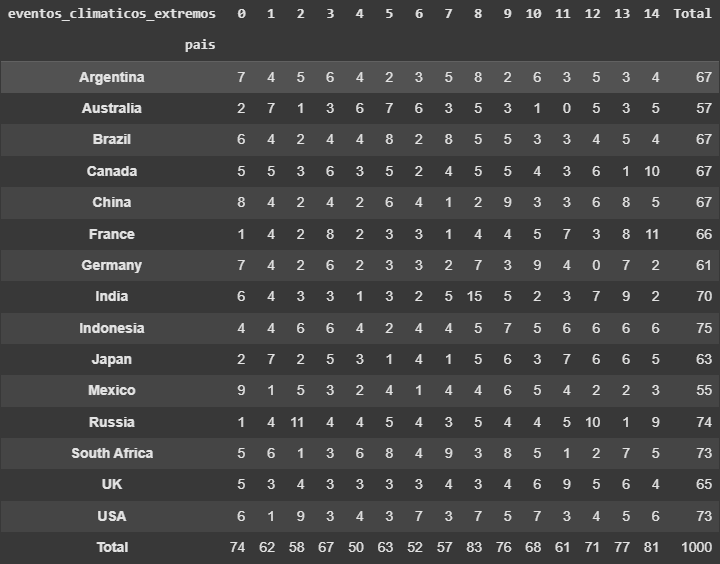 eventos_climaticos_extremos 0 1 2 3 4 5 6 7 8 9 10 11 12 13 14 Total
pais
Argentina 7 4 5 6 4 2 3 5 8 2 6 3 5 3 4 67
Australia 2 7 1 3 6 7 6 3 5 3 1 0 5 3 5 57
Brazil 6 4 2 4 4 8 2 8 5 5 3 3 4 5 4 67
Canada 5 5 3 6 3 5 2 4 5 5 4 3 6 1 10 67
China 8 4 2 4 2 6 4 1 2 9 3 3 6 8 5 67
France 1 4 2 8 2 3 3 1 4 4 5 7 3 8 11 66
Germany 7 4 2 6 2 3 3 2 7 3 9 4 0 7 2 61
India 6 4 3 3 1 3 2 5 15 5 2 3 7 9 2 70
Indonesia 4 4 6 6 4 2 4 4 5 7 5 6 6 6 6 75
Japan 2 7 2 5 3 1 4 1 5 6 3 7 6 6 5 63
Mexico 9 1 5 3 2 4 1 4 4 6 5 4 2 2 3 55
Russia 1 4 11 4 4 5 4 3 5 4 4 5 10 1 9 74
South Africa 5 6 1 3 6 8 4 9 3 8 5 1 2 7 5 73
UK 5 3 4 3 3 3 3 4 3 4 6 9 5 6 4 65
USA 6 1 9 3 4 3 7 3 7 5 7 3 4 5 6 73
Total 74 62 58 67 50 63 52 57 83 76 68 61 71 77 81 1000